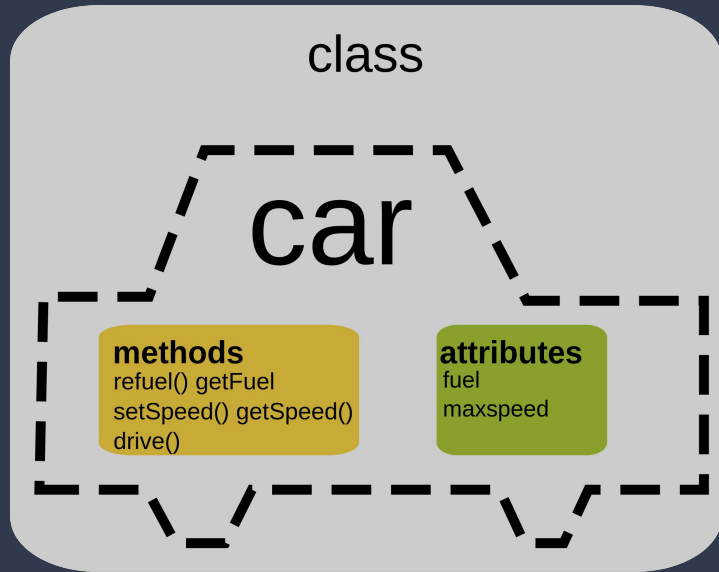 class
car
methods
refuel() getFuel
setSpeed() getSpeed()
drive()
attributes
fuel
maxspeed